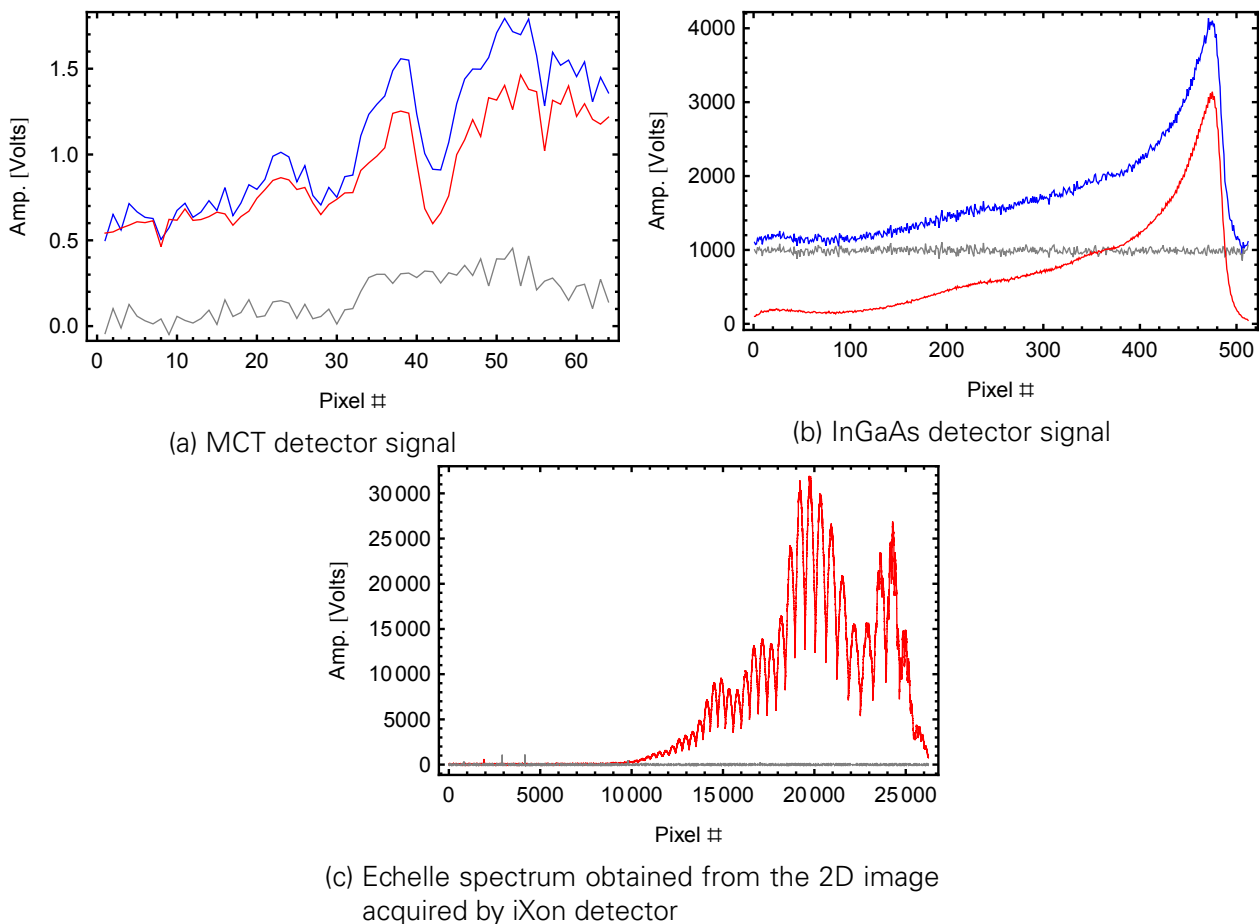 1.5
1.0
0.5
0.0
Amp. [Volts]
0 10 20 30 40 50 60
Pixel #
(a) MCT detector signal
4000
3000
2000
1000
0
Amp. [Volts]
0 100 200 300 400 500
Pixel #
(b) InGaAs detector signal
30 000
25 000
20 000
15 000
10 000
5000
0
Amp. [Volts]
0 5000 10 000 15 000 20 000 25 000
Pixel #
(c) Echelle spectrum obtained from the 2D image
acquired by iXon detector